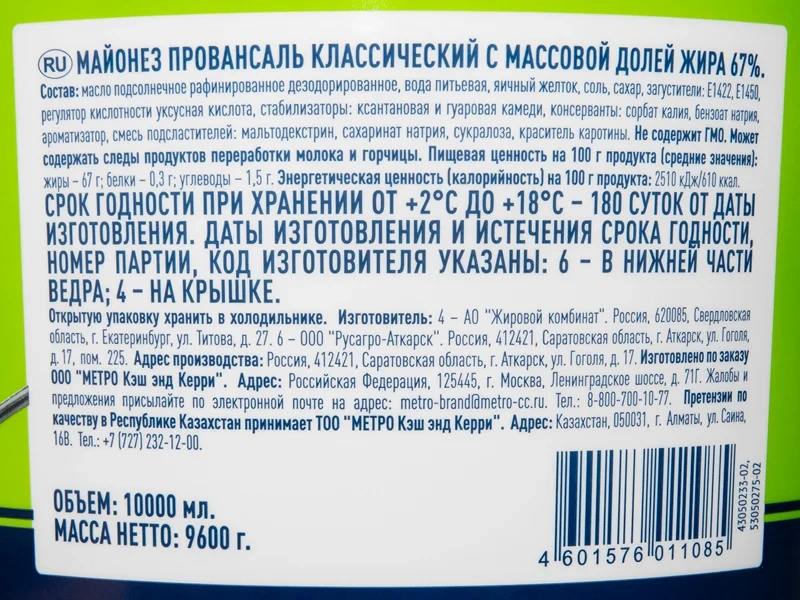 RU МАЙОНЕЗ ПРОВАНСАЛЬ КЛАССИЧЕСКИЙ С МАССОВОЙ ДОЛЕЙ ЖИРА 67%.
Состав: масло подсолнечное рафинированное дезодорированное, вода питьевая, яичный желток, соль, сахар, загустители: Е1422, Е1450,
регулятор кислотности уксусная кислота, стабилизаторы: ксантановая и гуаровая камеди, консерванты: сорбат калия, бензоат натрия,
ароматизатор, смесь подсластителей: мальтодекстрин, сахаринат натрия, сукралоза, краситель каротины. Не содержит ГМО. Может
содержать следы продуктов переработки молока и горчицы. Пищевая ценность на 100 г продукта (средние значения):
жиры – 67 г; белки – 0,3 г; углеводы – 1,5 г. Энергетическая ценность (калорийность) на 100 г продукта: 2510 кДж/610 ккал.
СРОК ГОДНОСТИ ПРИ ХРАНЕНИИ ОТ +2°С ДО +18°С – 180 СУТОК ОТ ДАТЫ
ИЗГОТОВЛЕНИЯ. ДАТЫ ИЗГОТОВЛЕНИЯ И ИСТЕЧЕНИЯ СРОКА ГОДНОСТИ,
НОМЕР ПАРТИИ, КОД ИЗГОТОВИТЕЛЯ УКАЗАНЫ: 6 – В НИЖНЕЙ ЧАСТИ
ВЕДРА; 4 – НА КРЫШКЕ.
Открытую упаковку хранить в холодильнике. Изготовитель: 4 – АО "Жировой комбинат". Россия, 620085, Свердловская
область, г. Екатеринбург, ул. Титова, д. 27. 6 – ООО "Русагро-Аткарск". Россия, 412421, Саратовская область, г. Аткарск, ул. Гоголя,
д. 17, пом. 225. Адрес производства: Россия, 412421, Саратовская область, г. Аткарск, ул. Гоголя, д. 17. Изготовлено по заказу
ООО "МЕТРО Кэш энд Керри". Адрес: Российская Федерация, 125445, г. Москва, Ленинградское шоссе, д. 71Г. Жалобы и
предложения присылайте по электронной почте на адрес: metro-brand@metro-cc.ru. Тел.: 8-800-700-10-77. Претензии по
качеству в Республике Казахстан принимает ТОО "МЕТРО Кэш энд Керри". Адрес: Казахстан, 050031, г. Алматы, ул. Саина,
16В. Тел.: +7 (727) 232-12-00.
ОБЪЕМ: 10000 мл.
МАССА НЕТТО: 9600 г.
4 601576 011085
43050233-02,
53050275-02